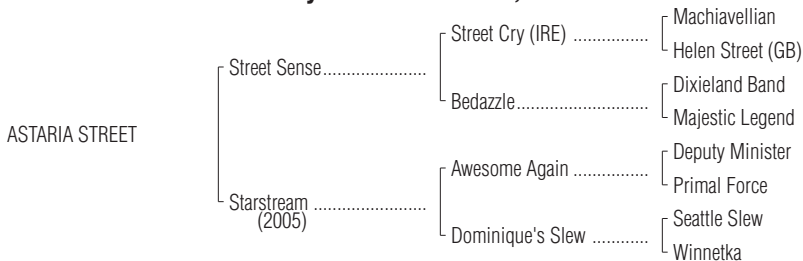 Machiavellian
Street Cry (IRE) ................
Helen Street (GB)
Street Sense......................
Dixieland Band
Bedazzle............................
Majestic Legend
ASTARIA STREET
Deputy Minister
Awesome Again ................
Primal Force
Starstream ........................
(2005)
Seattle Slew
Dominique's Slew .............
Winnetka